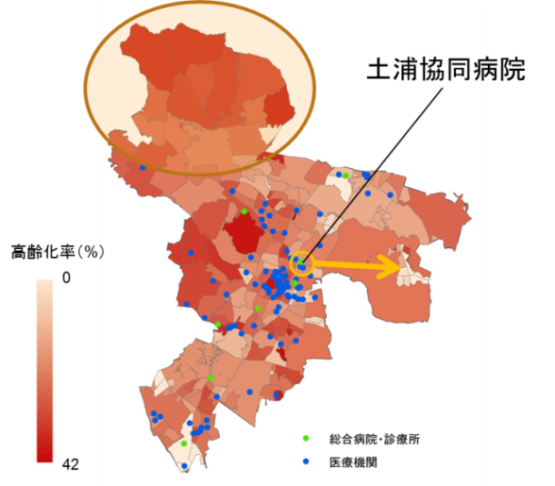 土浦協同病院
高齢化率(%)
0
42
総合病院・診療所
医療機関